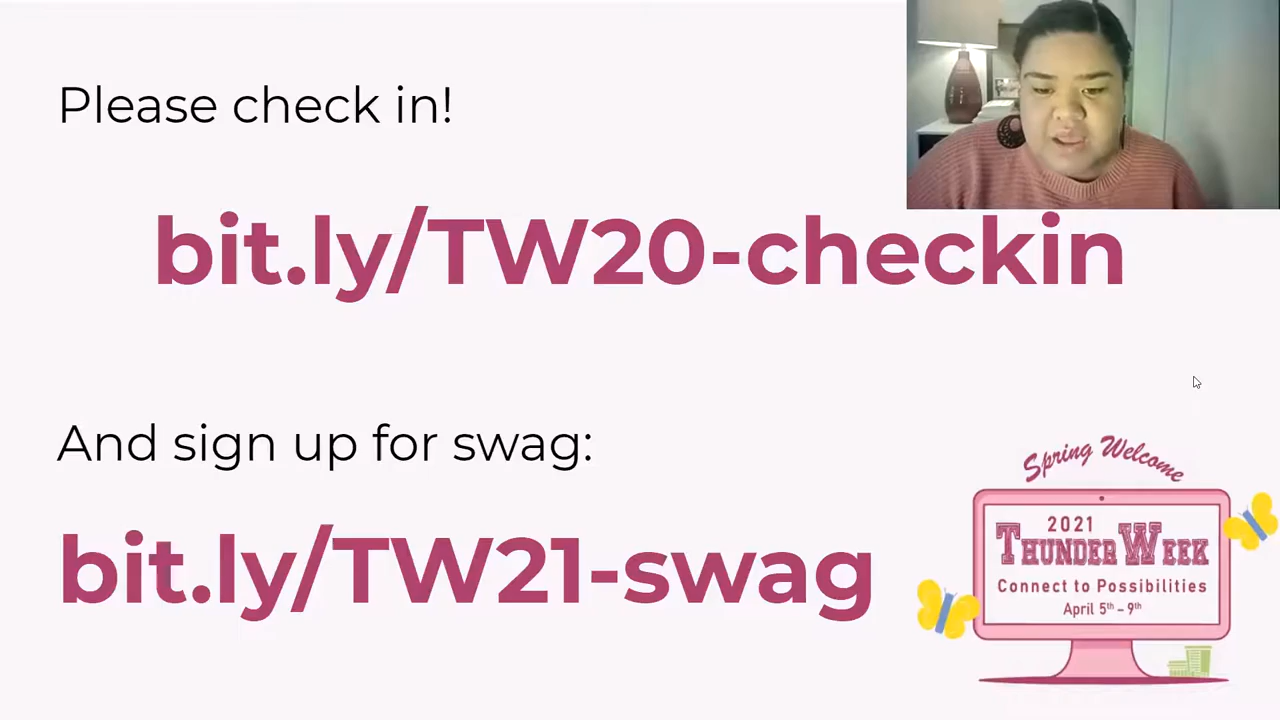 Please check in!
bit.ly/TW20-checkin
And sign up for swag:
bit.ly/TW21-swag
Spring Welcome
2021
THUNDER WEEK
Connect to Possibilities
April 5th – 9th